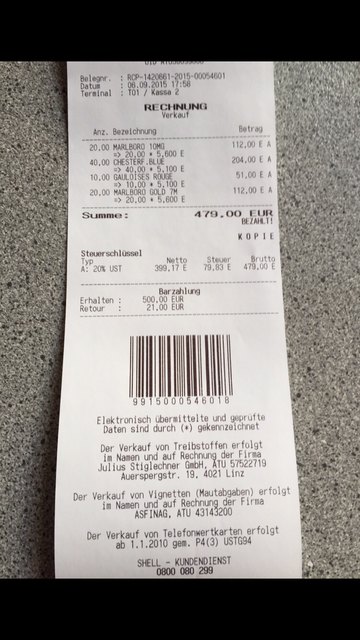 Belegnr. : RCP-1420661-2015-00054601
Datum : 06.09.2015 17:58
Terminal : T01 / Kassa 2
RECHNUNG
Verkauf
Anz. Bezeichnung Betrag
20,00 MARLBORO 10MG 112,00 E A
=> 20,00 * 5,600 E
40,00 CHESTERF.BLUE 204,00 E A
=> 40,00 * 5,100 E
10,00 GAULOISES ROUGE 51,00 E A
=> 10,00 * 5,100 E
20,00 MARLBORO GOLD 7M 112,00 E A
=> 20,00 * 5,600 E
Summe: 479,00 EUR
BEZAHLT!
K O P I E
Steuerschlüssel
Typ Netto Steuer Brutto
A: 20% UST 399,17 E 79,83 E 479,00 E
Barzahlung
Erhalten : 500,00 EUR
Retour : 21,00 EUR
9915000546018
Elektronisch übermittelte und geprüfte
Daten sind durch (*) gekennzeichnet
Der Verkauf von Treibstoffen erfolgt
im Namen und auf Rechnung der Firma
Julius Stiglechner GmbH, ATU 57522719
Auerspergstr. 19, 4021 Linz
Der Verkauf von Vignetten (Mautabgaben) erfolgt
im Namen und auf Rechnung der Firma
ASFINAG, ATU 43143200
Der Verkauf von Telefonwertkarten erfolgt
ab 1.1.2010 gem. P4(3) USTG94
SHELL - KUNDENDIENST
0800 080 299